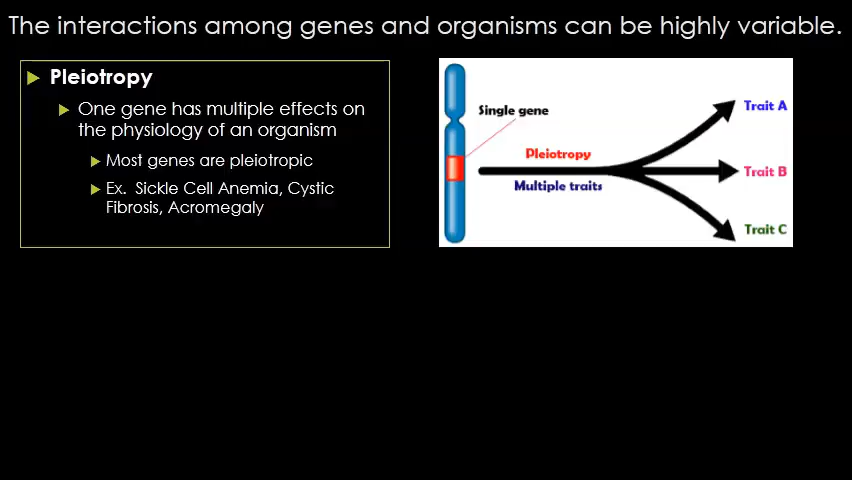 The interactions among genes and organisms can be highly variable.
Pleiotropy
One gene has multiple effects on
the physiology of an organism
Most genes are pleiotropic
Ex. Sickle Cell Anemia, Cystic
Fibrosis, Acromegaly
Single gene
Pleiotropy
Multiple traits
Trait A
Trait B
Trait C